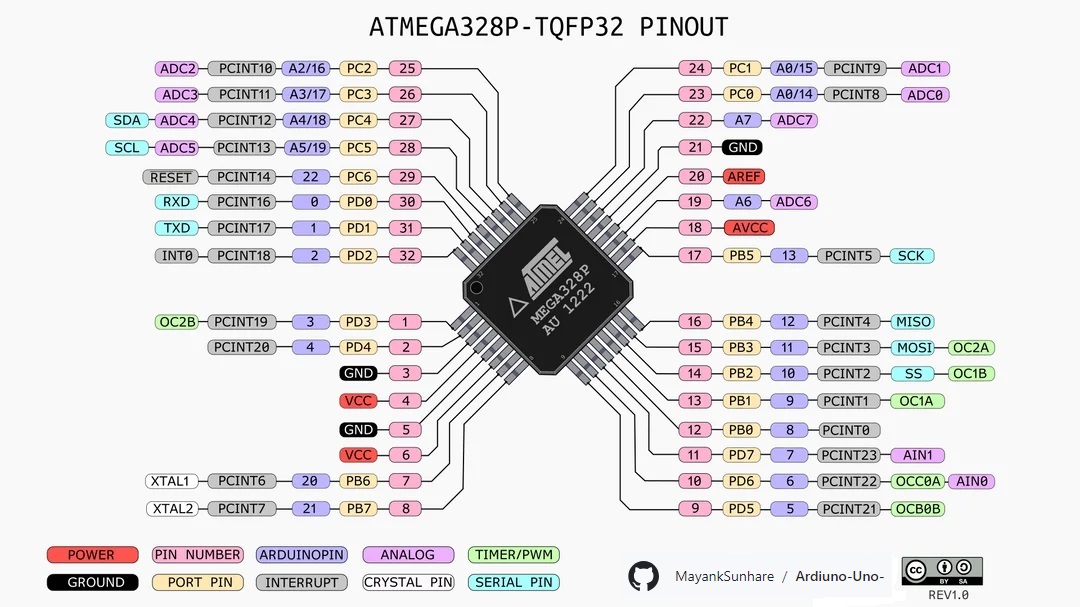 ATMEGA328P-TQFP32 PINOUT
ADC2 PCINT10 A2/16 PC2 25
ADC3 PCINT11 A3/17 PC3 26
SDA ADC4 PCINT12 A4/18 PC4 27
SCL ADC5 PCINT13 A5/19 PC5 28
RESET PCINT14 22 PC6 29
RXD PCINT16 0 PD0 30
TXD PCINT17 1 PD1 31
INT0 PCINT18 2 PD2 32
24 PC1 A0/15 PCINT9 ADC1
23 PC0 A0/14 PCINT8 ADC0
22 A7 ADC7
21 GND
20 AREF
19 A6 ADC6
18 AVCC
17 PB5 13 PCINT5 SCK
ATMEL
MEGA328P
AU 1222
OC2B PCINT19 3 PD3 1
PCINT20 4 PD4 2
GND 3
VCC 4
GND 5
VCC 6
XTAL1 PCINT6 20 PB6 7
XTAL2 PCINT7 21 PB7 8
16 PB4 12 PCINT4 MISO
15 PB3 11 PCINT3 MOSI OC2A
14 PB2 10 PCINT2 SS OC1B
13 PB1 9 PCINT1 OC1A
12 PB0 8 PCINT0
11 PD7 7 PCINT23 AIN1
10 PD6 6 PCINT22 OCC0A AIN0
9 PD5 5 PCINT21 OCB0B
POWER PIN NUMBER ARDUINOPIN ANALOG TIMER/PWM
GROUND PORT PIN INTERRUPT CRYSTAL PIN SERIAL PIN
MayankSunhare / Ardiuno-Uno-
cc BY SA
REV1.0